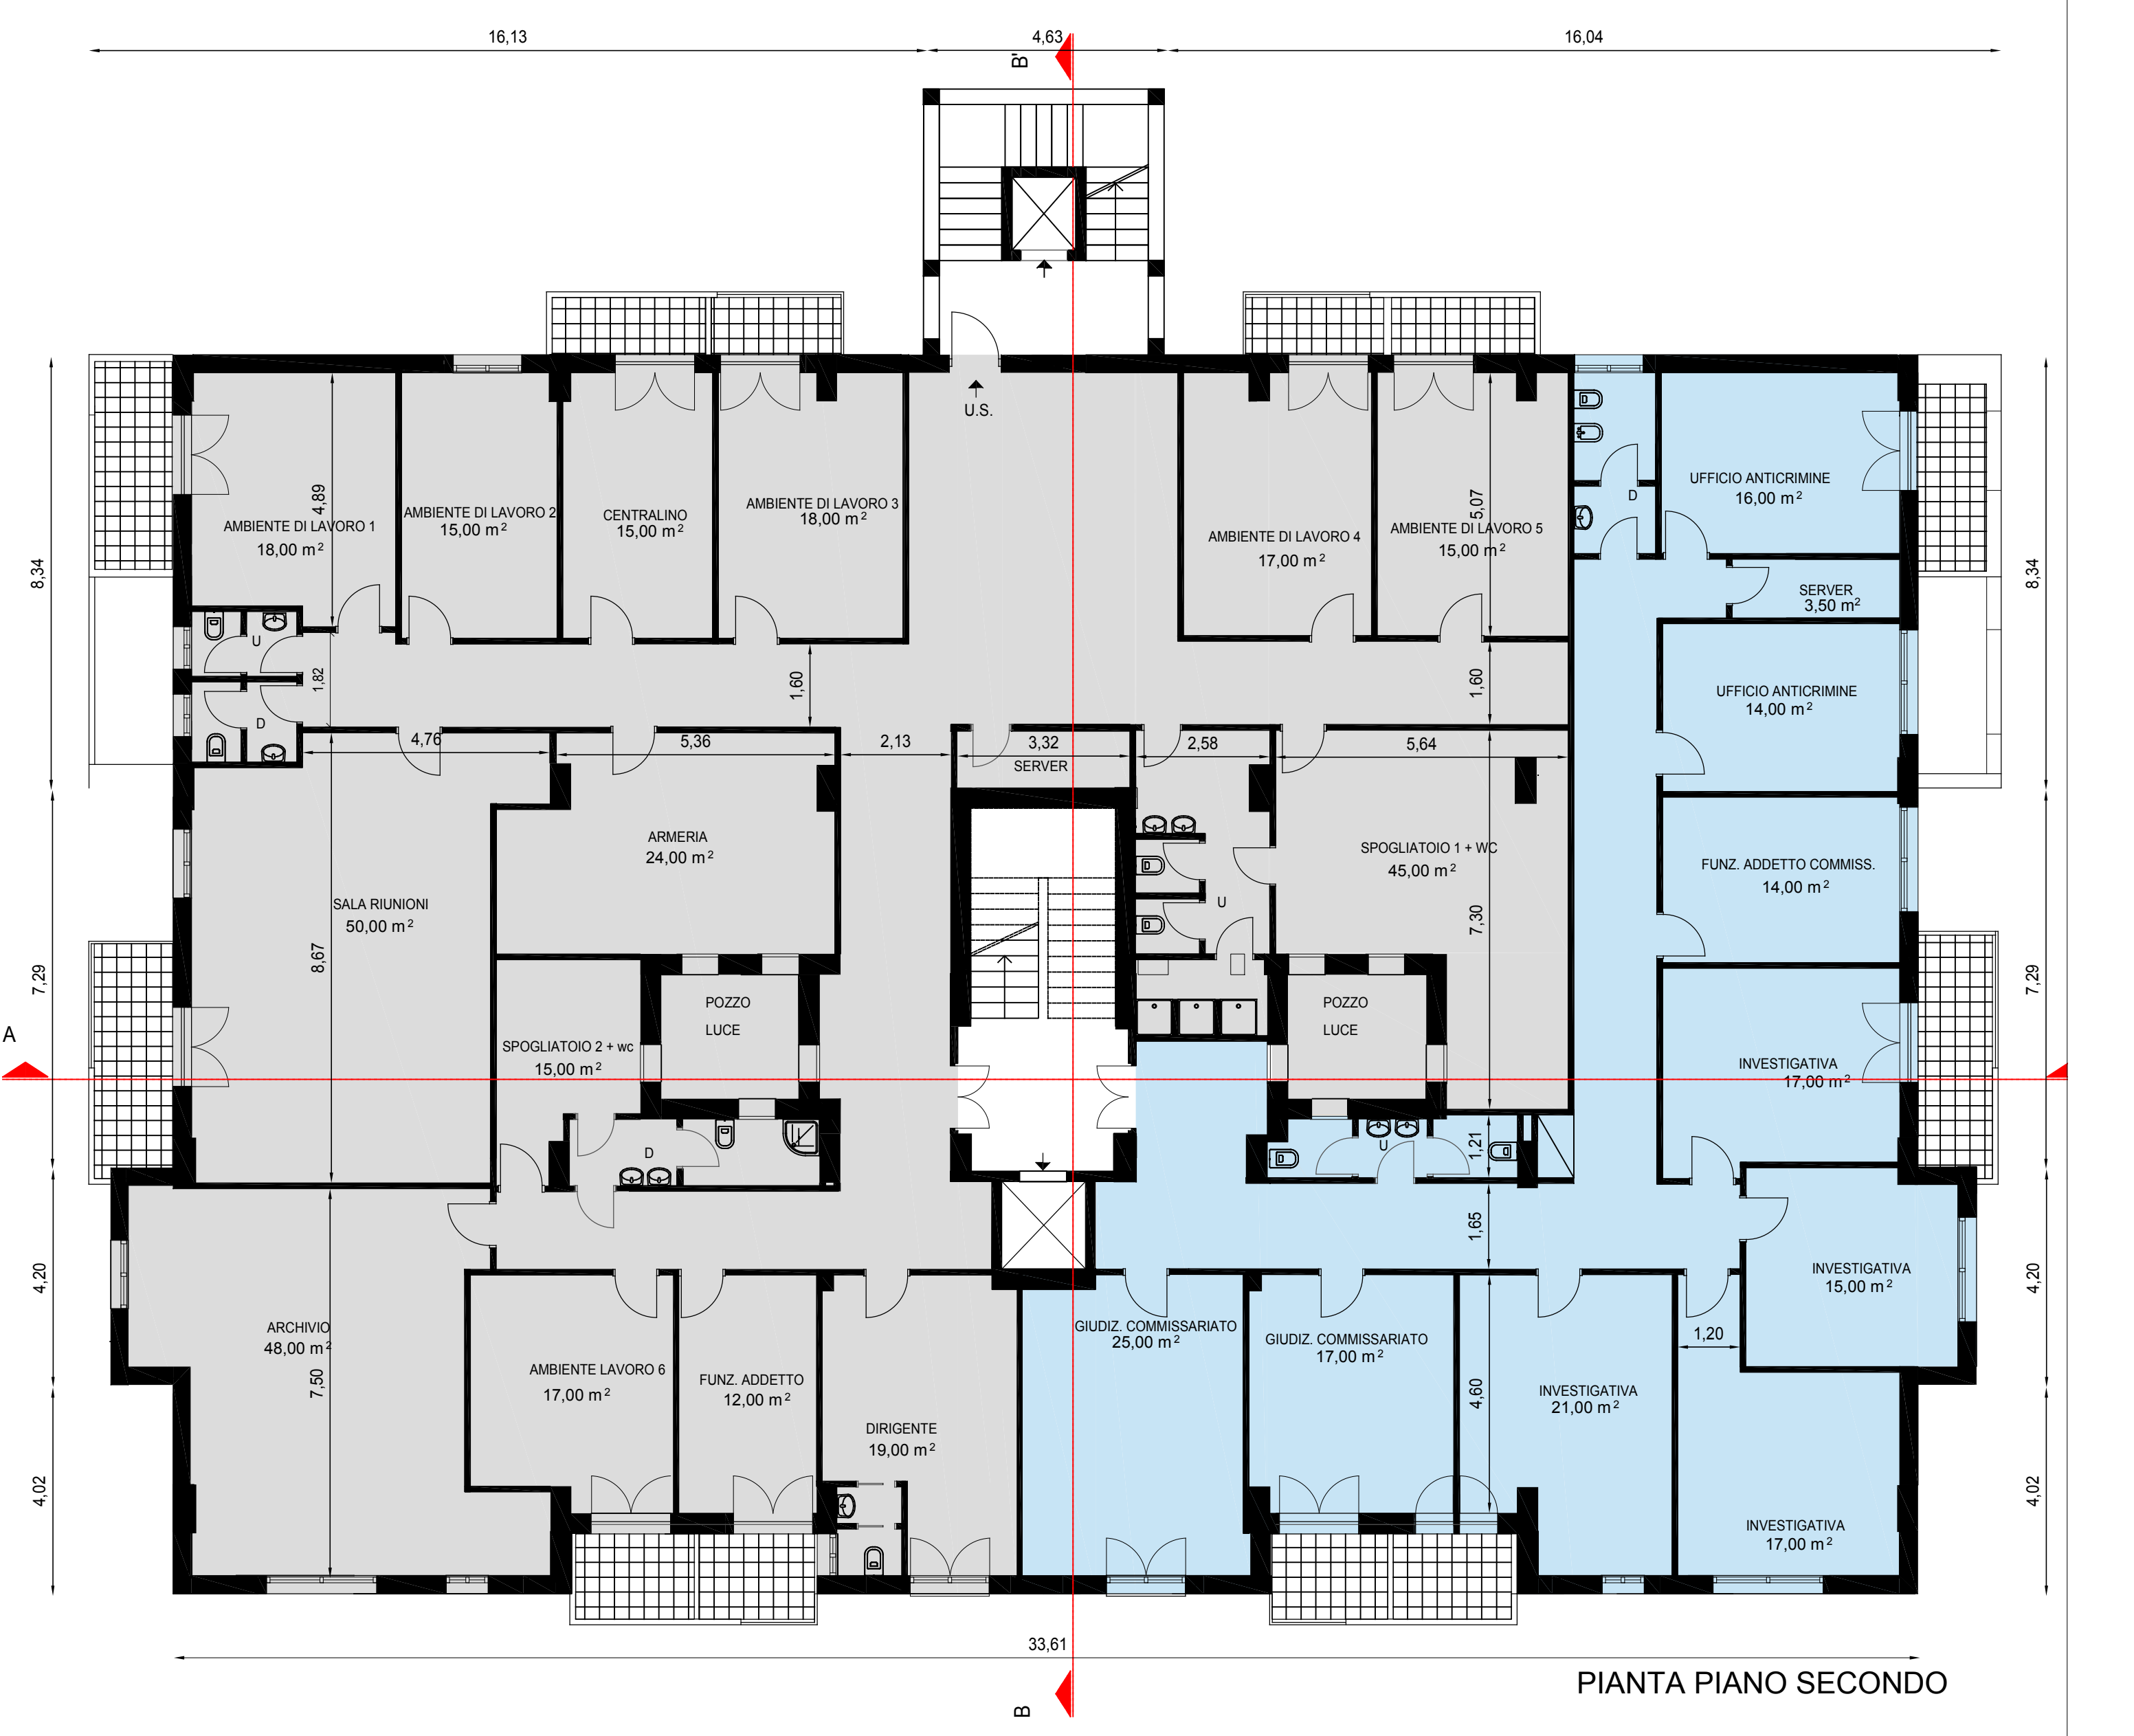 16,13
4,63
16,04
B'
U.S.
8,34
4,89
AMBIENTE DI LAVORO 1
18,00 m²
AMBIENTE DI LAVORO 2
15,00 m²
CENTRALINO
15,00 m²
AMBIENTE DI LAVORO 3
18,00 m²
AMBIENTE DI LAVORO 4
17,00 m²
5,07
AMBIENTE DI LAVORO 5
15,00 m²
D
UFFICIO ANTICRIMINE
16,00 m²
8,34
SERVER
3,50 m²
U
D
1,82
1,60
1,60
UFFICIO ANTICRIMINE
14,00 m²
4,76
5,36
2,13
3,32
SERVER
2,58
5,64
ARMERIA
24,00 m²
SPOGLIATOIO 1 + WC
45,00 m²
FUNZ. ADDETTO COMMISS.
14,00 m²
SALA RIUNIONI
50,00 m²
8,67
U
7,30
7,29
7,29
POZZO
LUCE
POZZO
LUCE
A
SPOGLIATOIO 2 + wc
15,00 m²
INVESTIGATIVA
17,00 m²
D
U
1,21
1,65
4,20
INVESTIGATIVA
15,00 m²
4,20
ARCHIVIO
48,00 m²
7,50
AMBIENTE LAVORO 6
17,00 m²
FUNZ. ADDETTO
12,00 m²
DIRIGENTE
19,00 m²
GIUDIZ. COMMISSARIATO
25,00 m²
GIUDIZ. COMMISSARIATO
17,00 m²
4,60
INVESTIGATIVA
21,00 m²
1,20
4,02
INVESTIGATIVA
17,00 m²
4,02
33,61
B
PIANTA PIANO SECONDO